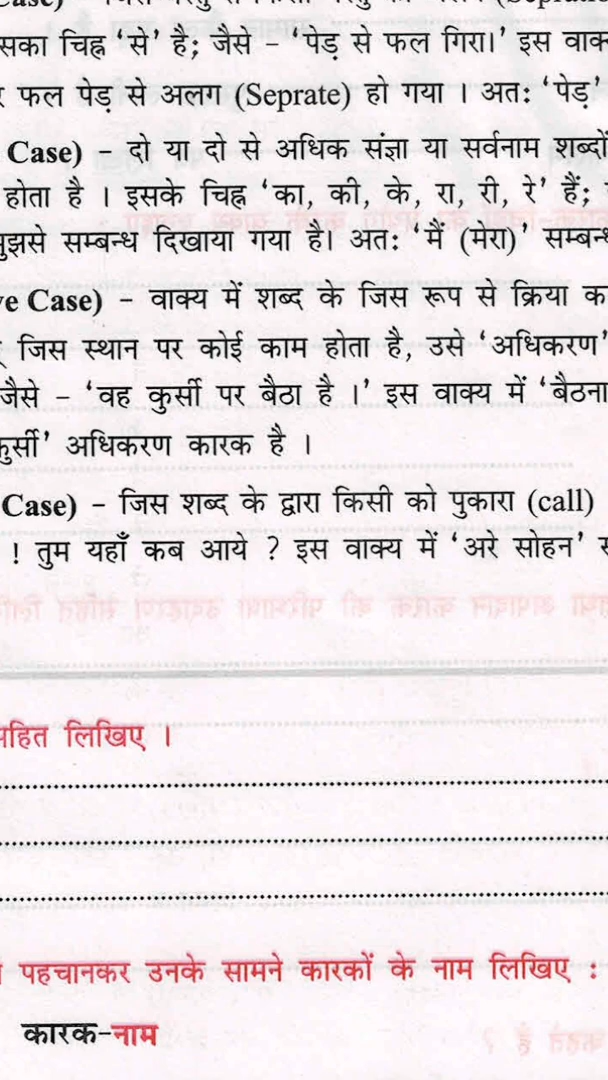 सका चिह्न ‘से’ है; जैसे – ‘पेड़ से फल गिरा।’ इस वाक
फल पेड़ से अलग (Seprate) हो गया । अत: ‘पेड़’
Case) – दो या दो से अधिक संज्ञा या सर्वनाम शब्दों
होता है । इसके चिह्न ‘का, की, के, रा, री, रे’ हैं;
मुझसे सम्बन्ध दिखाया गया है। अत: ‘मैं (मेरा)’ सम्बन्ध
ve Case) – वाक्य में शब्द के जिस रूप से क्रिया क
जिस स्थान पर कोई काम होता है, उसे ‘अधिकरण’
जैसे – ‘वह कुर्सी पर बैठा है ।’ इस वाक्य में ‘बैठना
कुर्सी’ अधिकरण कारक है ।
Case) – जिस शब्द के द्वारा किसी को पुकारा (call)
! तुम यहाँ कब आये ? इस वाक्य में ‘अरे सोहन’ स
सहित लिखिए ।
पहचानकर उनके सामने कारकों के नाम लिखिए :
कारक-नाम